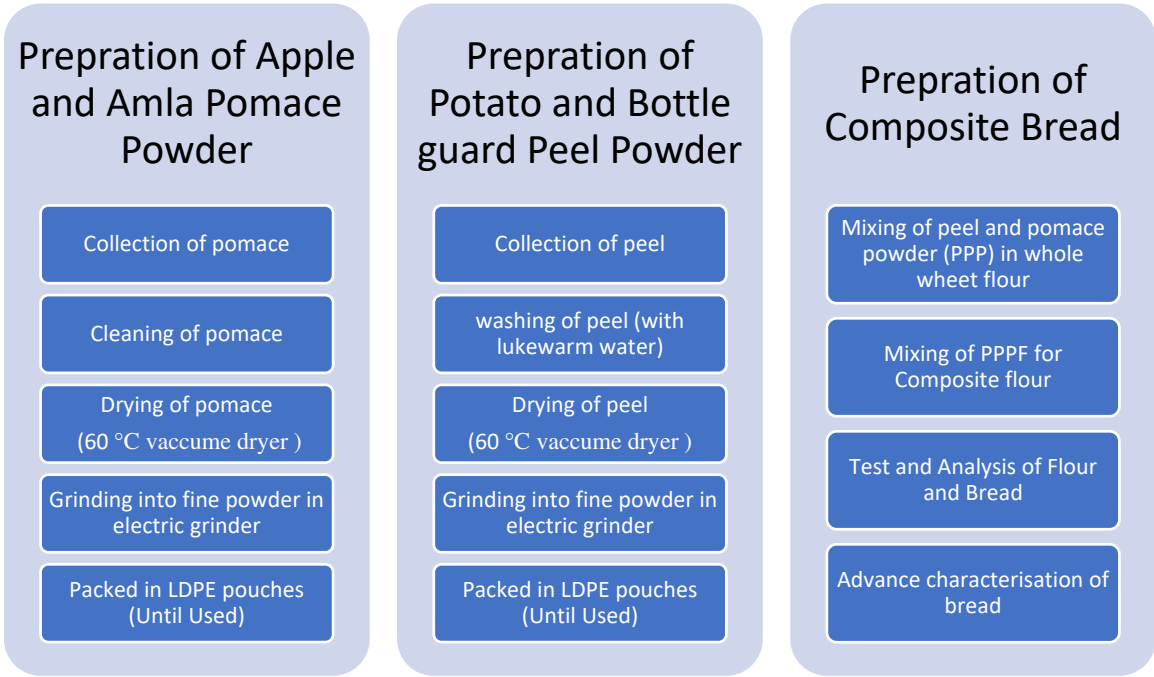 Prepration of Apple
and Amla Pomace
Powder
Collection of pomace
Cleaning of pomace
Drying of pomace
(60 °C vaccume dryer )
Grinding into fine powder in
electric grinder
Packed in LDPE pouches
(Until Used)
Prepration of
Potato and Bottle
guard Peel Powder
Collection of peel
washing of peel (with
lukewarm water)
Drying of peel
(60 °C vaccume dryer )
Grinding into fine powder in
electric grinder
Packed in LDPE pouches
(Until Used)
Prepration of
Composite Bread
Mixing of peel and pomace
powder (PPP) in whole
wheet flour
Mixing of PPPF for
Composite flour
Test and Analysis of Flour
and Bread
Advance characterisation of
bread